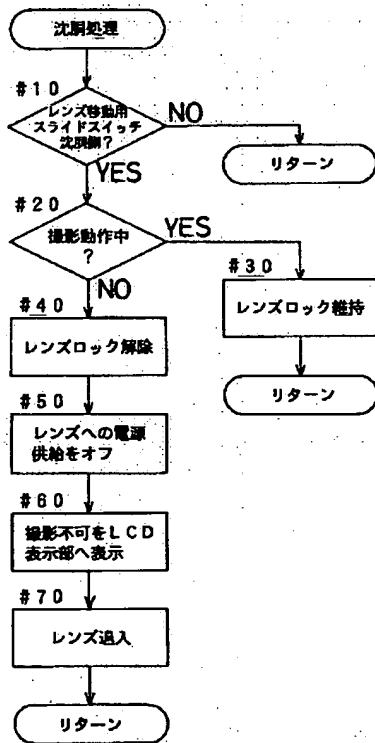 沈胴処理
#10
レンズ移動用
スライドスイッチ
沈胴側？
NO
リターン
YES
#20
撮影動作中
？
YES
NO
#30
レンズロック維持
リターン
#40
レンズロック解除
#50
レンズへの電源
供給をオフ
#60
撮影不可をLCD
表示部へ表示
#70
レンズ退入
リターン